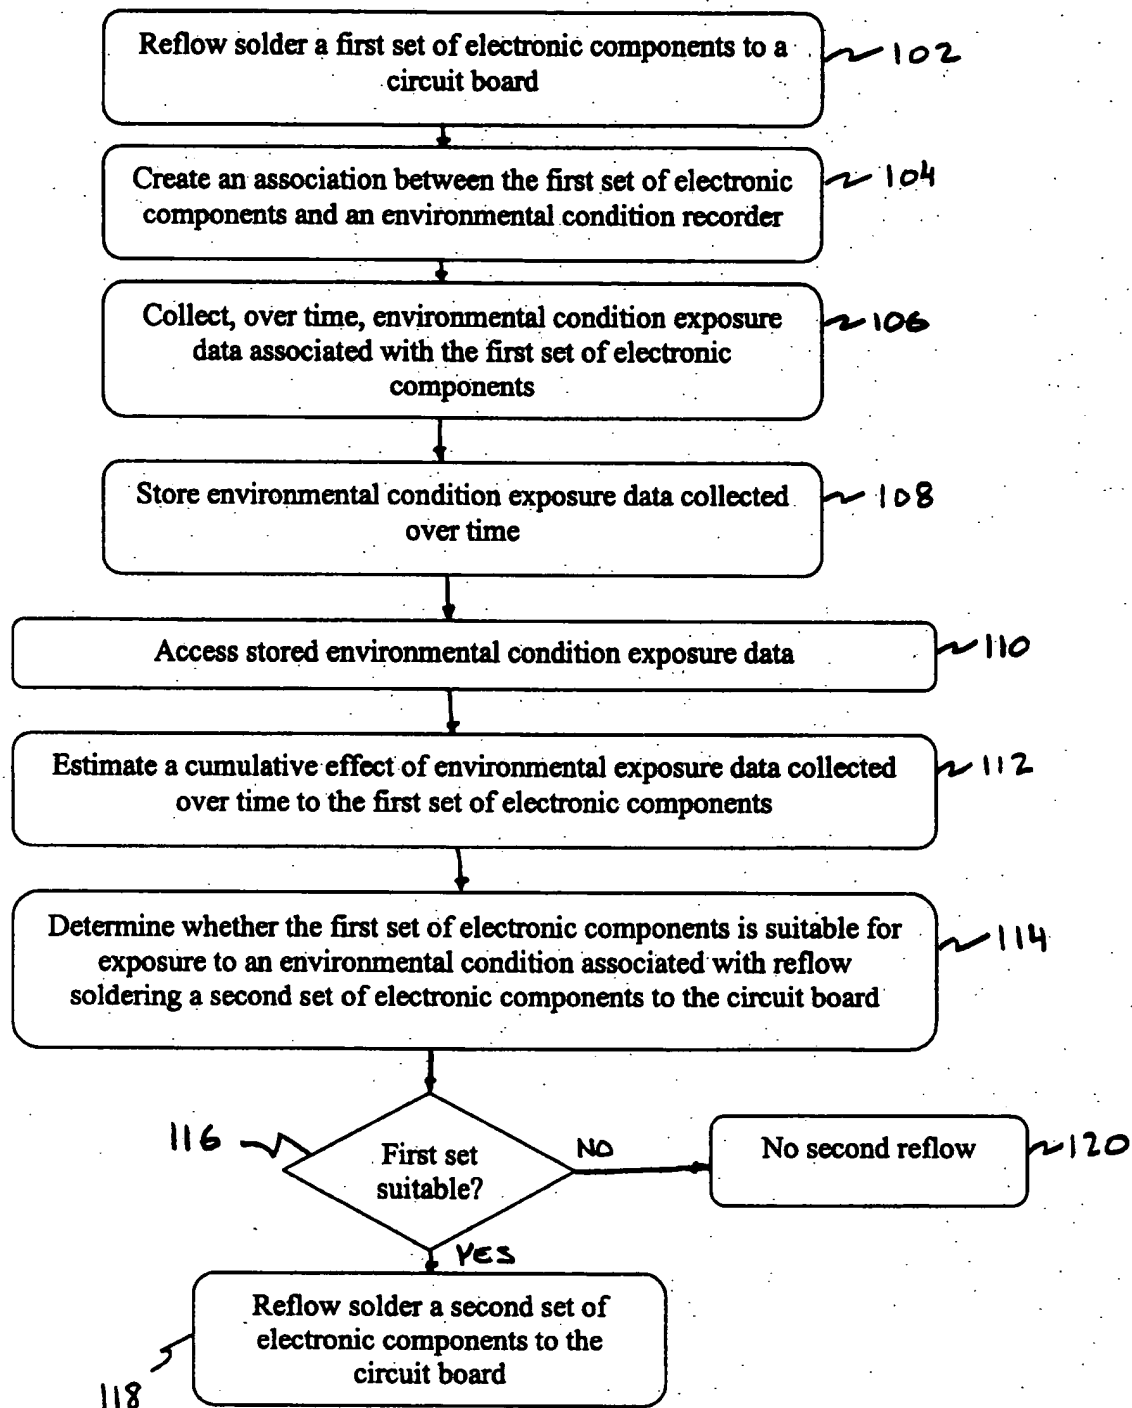 Reflow solder a first set of electronic components to a
circuit board
102
Create an association between the first set of electronic
components and an environmental condition recorder
104
Collect, over time, environmental condition exposure
data associated with the first set of electronic
components
106
Store environmental condition exposure data collected
over time
108
Access stored environmental condition exposure data
110
Estimate a cumulative effect of environmental exposure data collected
over time to the first set of electronic components
112
Determine whether the first set of electronic components is suitable for
exposure to an environmental condition associated with reflow
soldering a second set of electronic components to the circuit board
114
116
First set
suitable?
NO
No second reflow
120
YES
Reflow solder a second set of
electronic components to the
circuit board
118